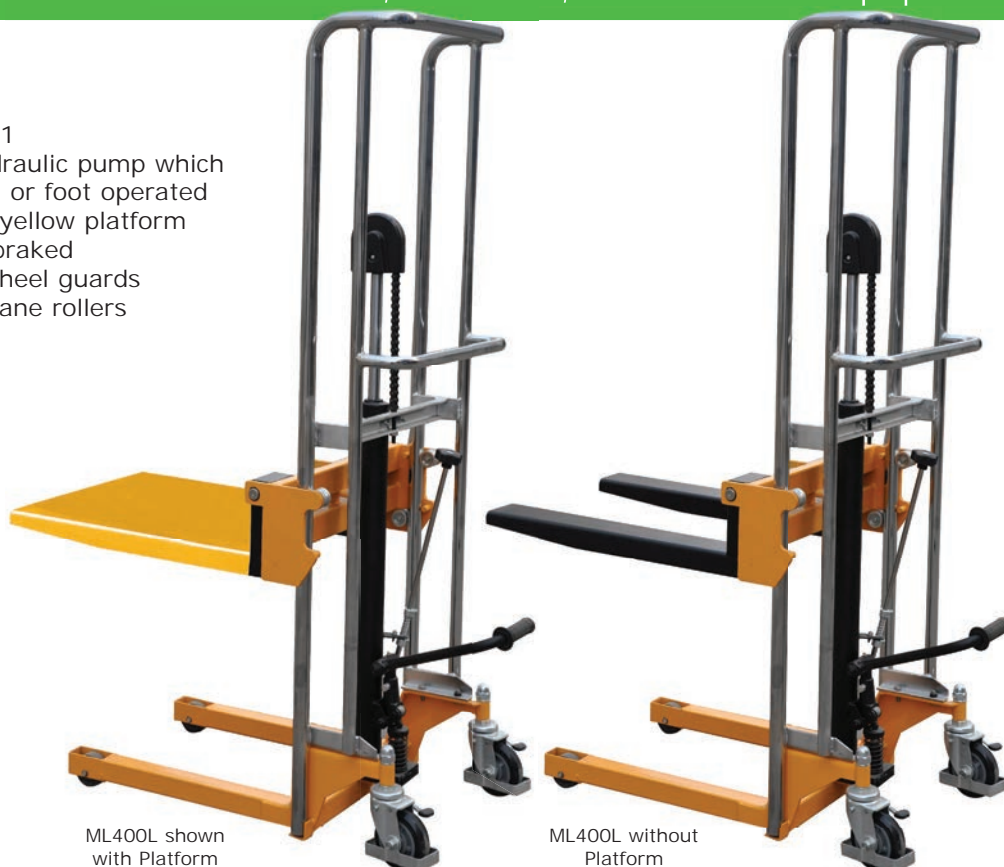 1
draulic pump which
or foot operated
yellow platform
braked
heel guards
ane rollers
ML400L shown
with Platform
ML400L without
Platform